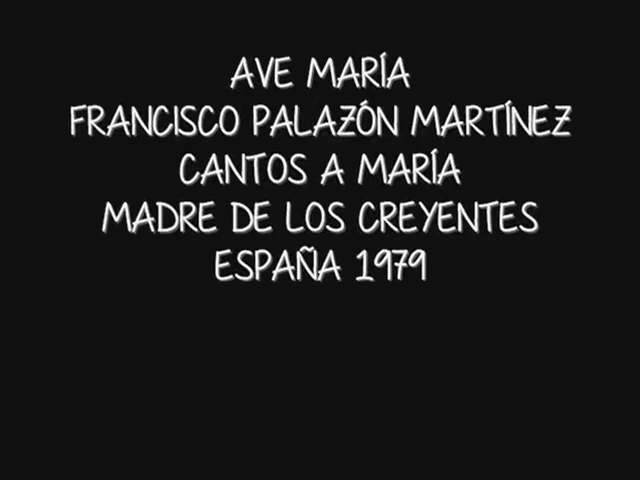 AVE MARÍA
FRANCISCO PALAZÓN MARTÍNEZ
CANTOS A MARÍA
MADRE DE LOS CREYENTES
ESPAÑA 1979